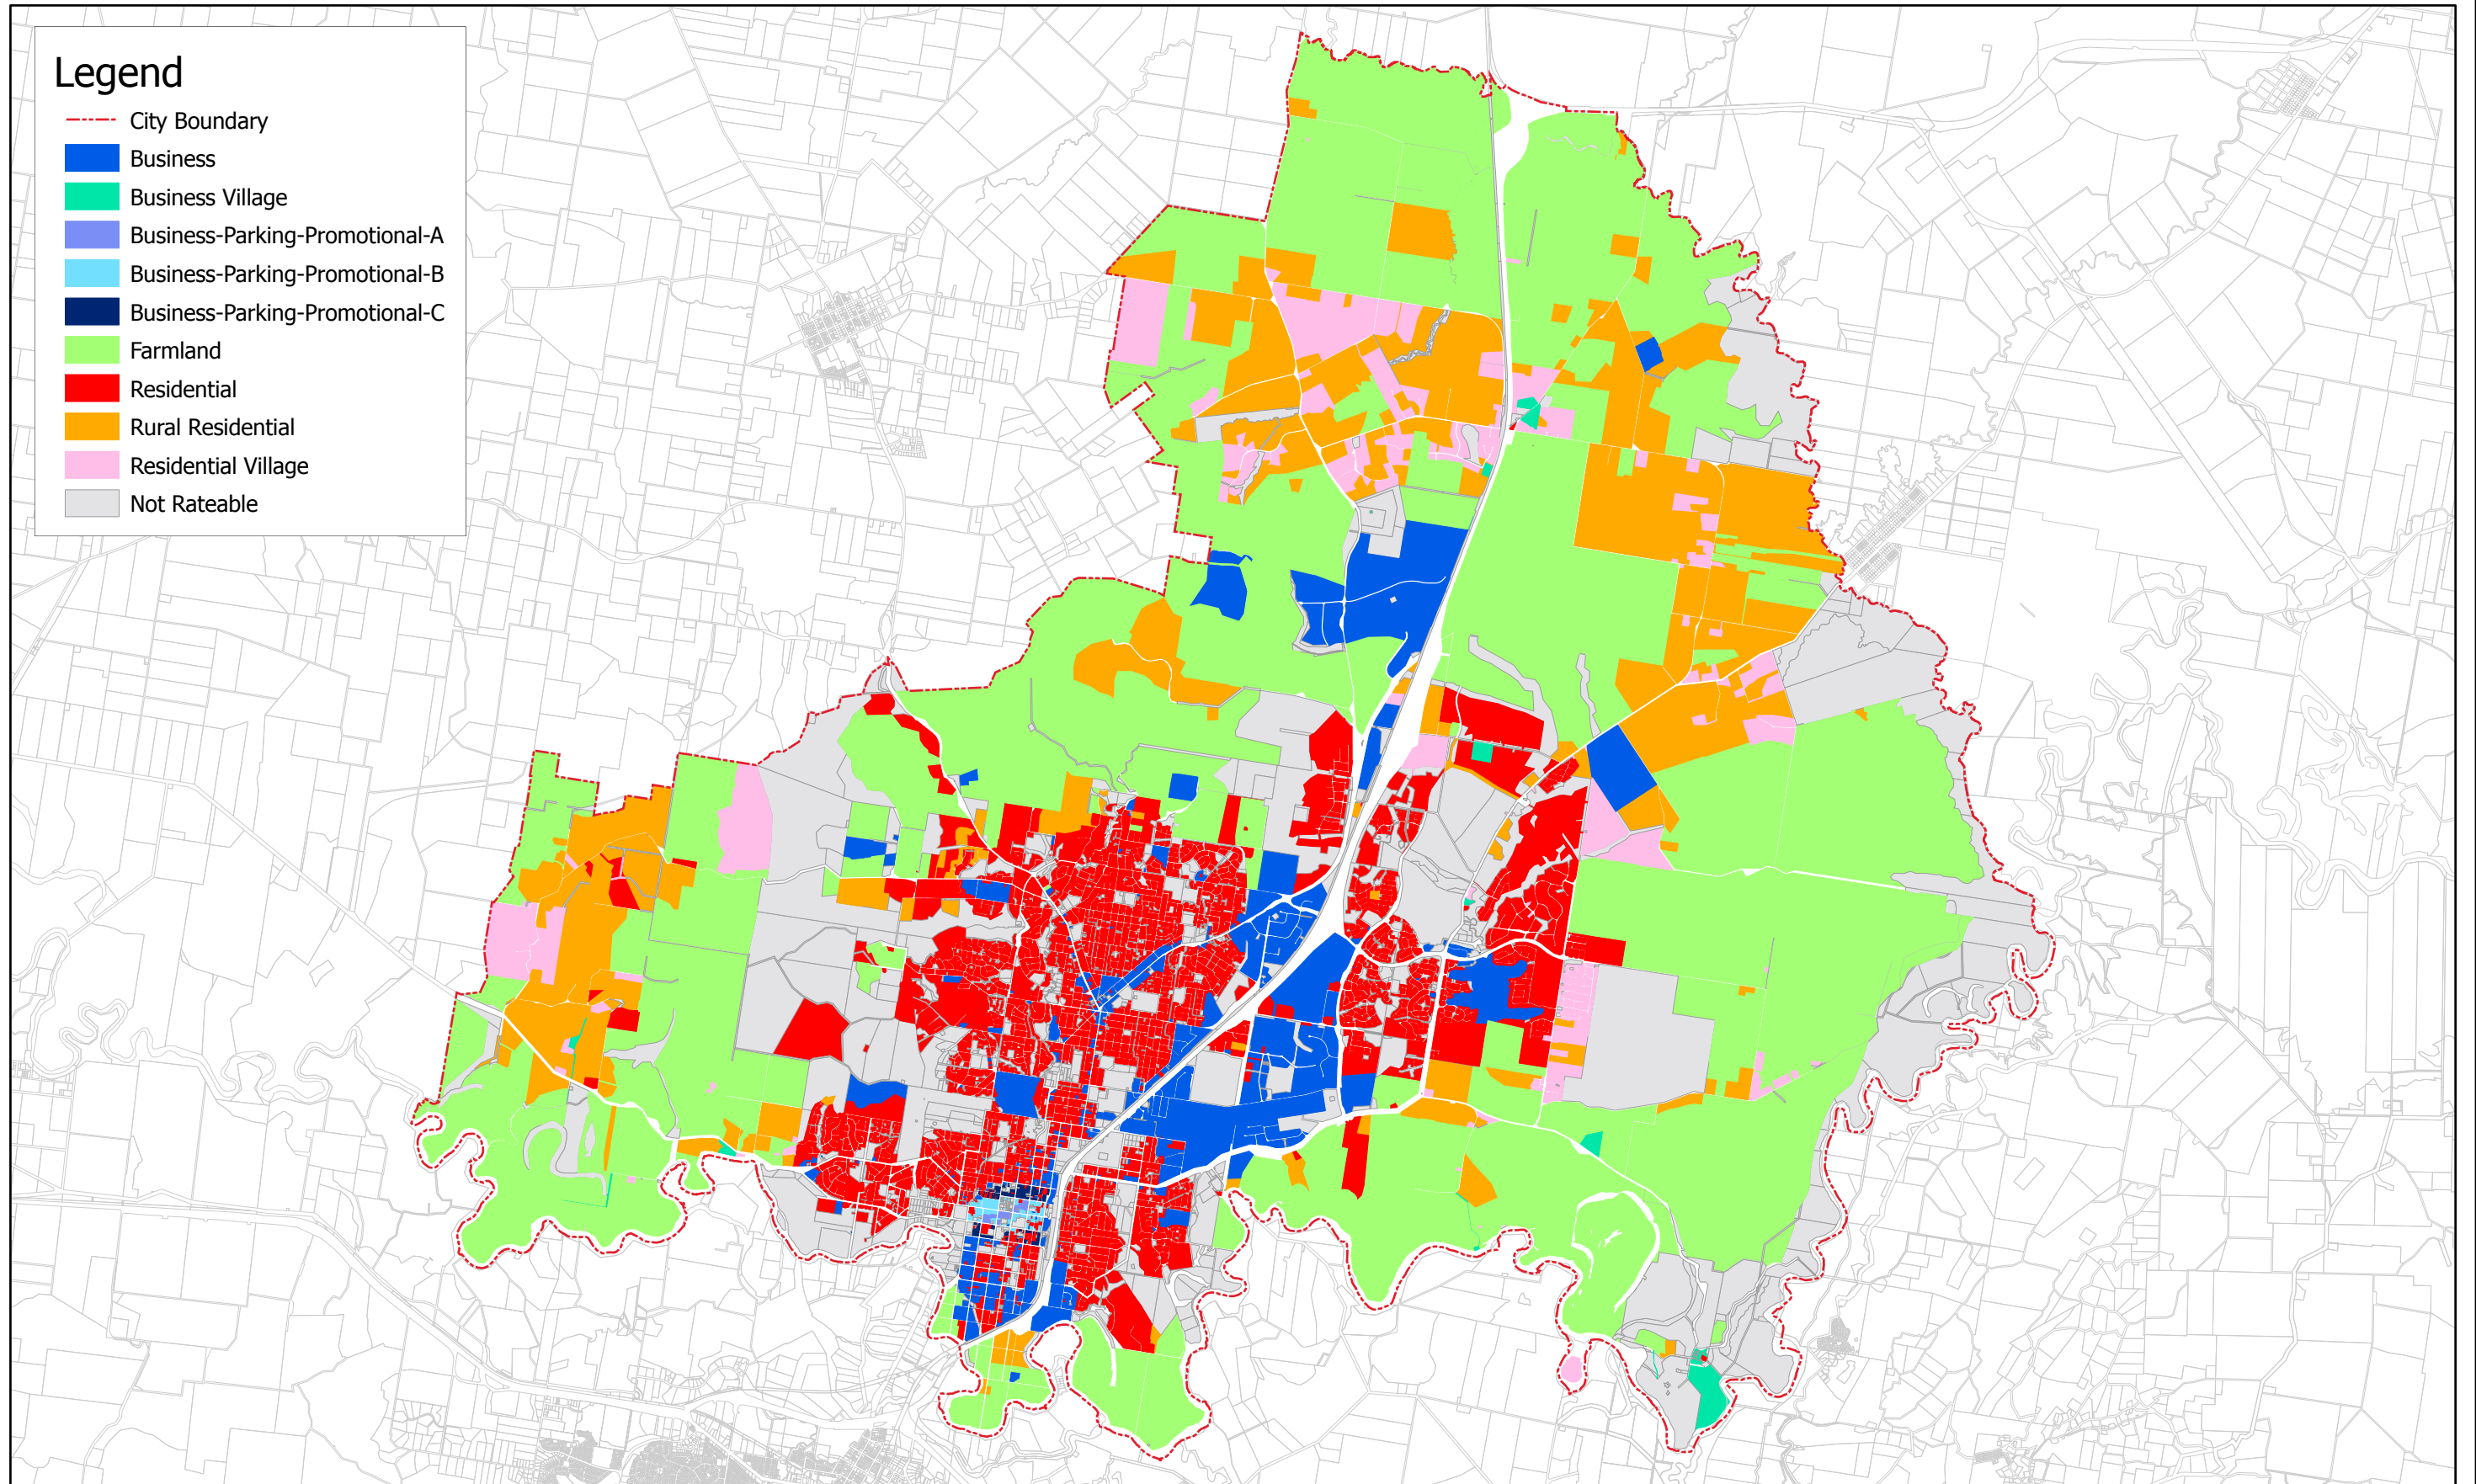 Legend
City Boundary
Business
Business Village
Business-Parking-Promotional-A
Business-Parking-Promotional-B
Business-Parking-Promotional-C
Farmland
Residential
Rural Residential
Residential Village
Not Rateable